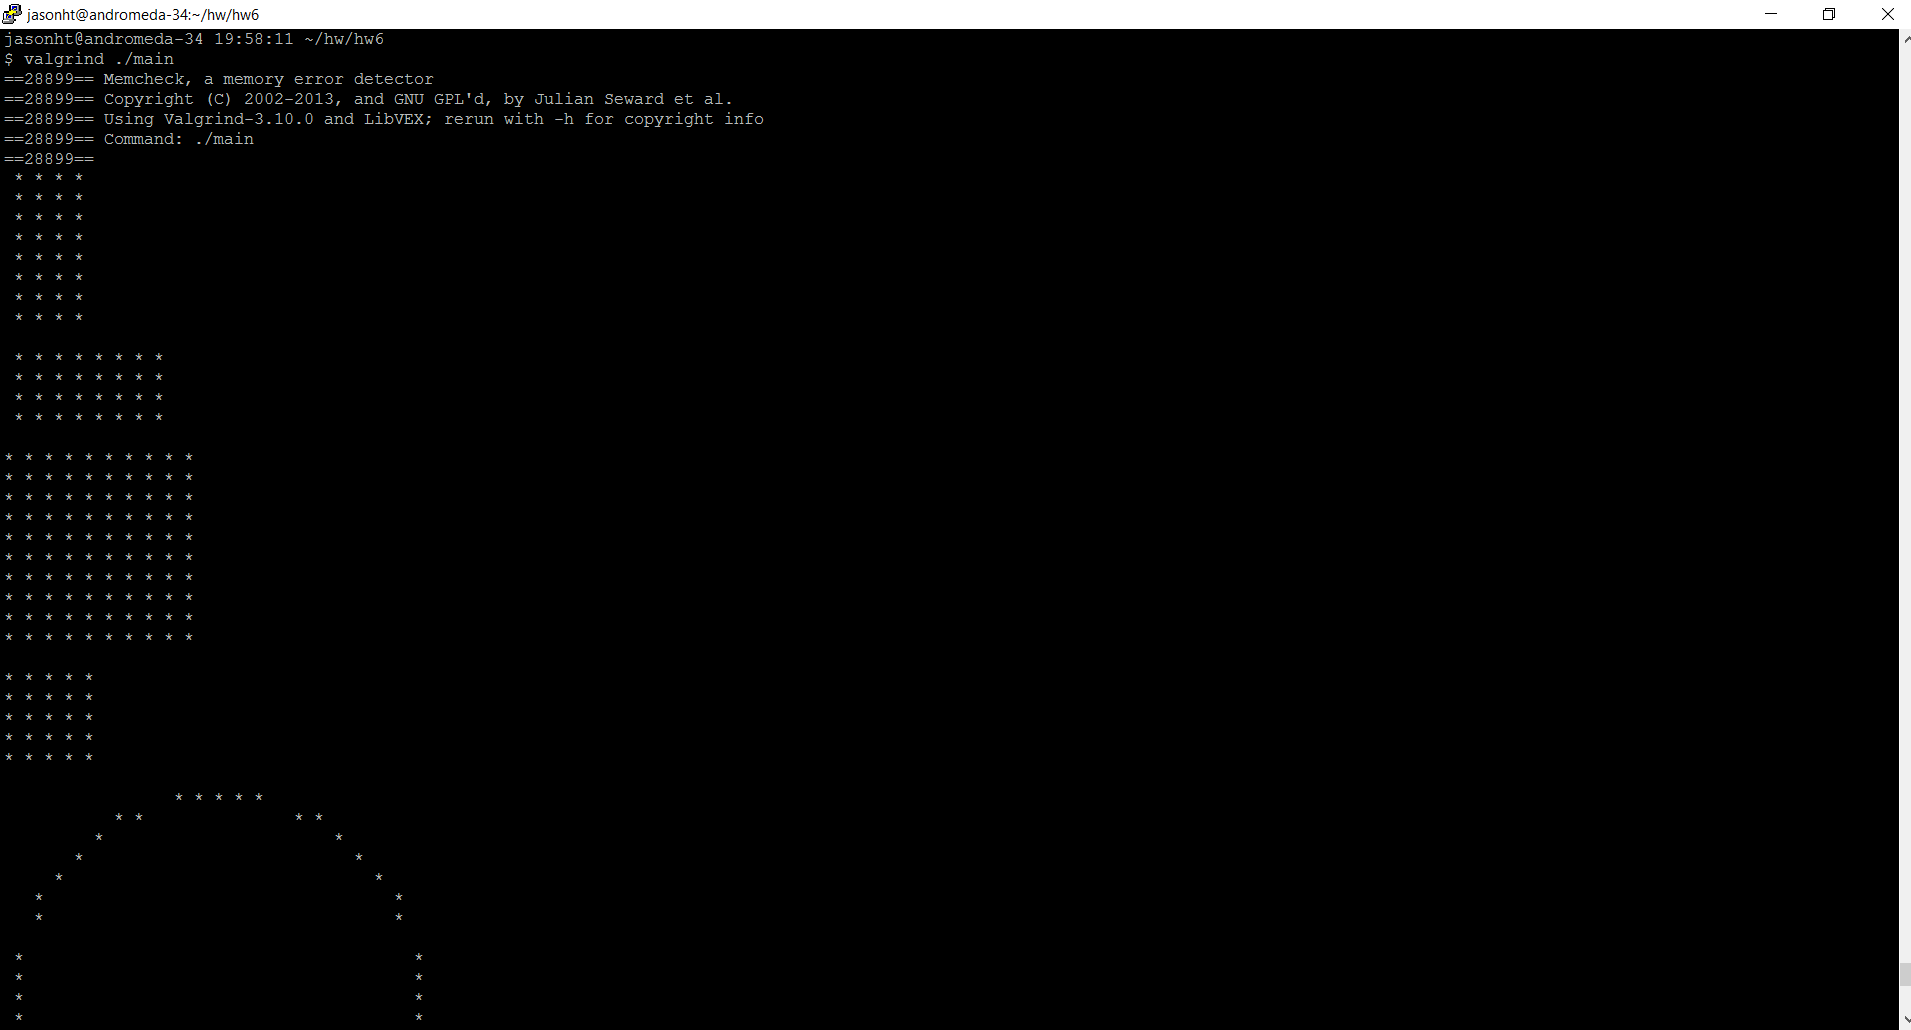 jasonht@andromeda-34:~/hw/hw6
jasonht@andromeda-34 19:58:11 ~/hw/hw6
$ valgrind ./main
==28899== Memcheck, a memory error detector
==28899== Copyright (C) 2002-2013, and GNU GPL'd, by Julian Seward et al.
==28899== Using Valgrind-3.10.0 and LibVEX; rerun with -h for copyright info
==28899== Command: ./main
==28899==
 * * * *
 * * * *
 * * * *
 * * * *
 * * * *
 * * * *
 * * * *
 * * * *

 * * * * * * * *
 * * * * * * * *
 * * * * * * * *
 * * * * * * * *

* * * * * * * * * *
* * * * * * * * * *
* * * * * * * * * *
* * * * * * * * * *
* * * * * * * * * *
* * * * * * * * * *
* * * * * * * * * *
* * * * * * * * * *
* * * * * * * * * *
* * * * * * * * * *

* * * * *
* * * * *
* * * * *
* * * * *
* * * * *

                 * * * * *
           * *               * *
         *                       *
       *                           *
     *                               *
   *                                   *
   *                                   *

 *                                       *
 *                                       *
 *                                       *
 *                                       *